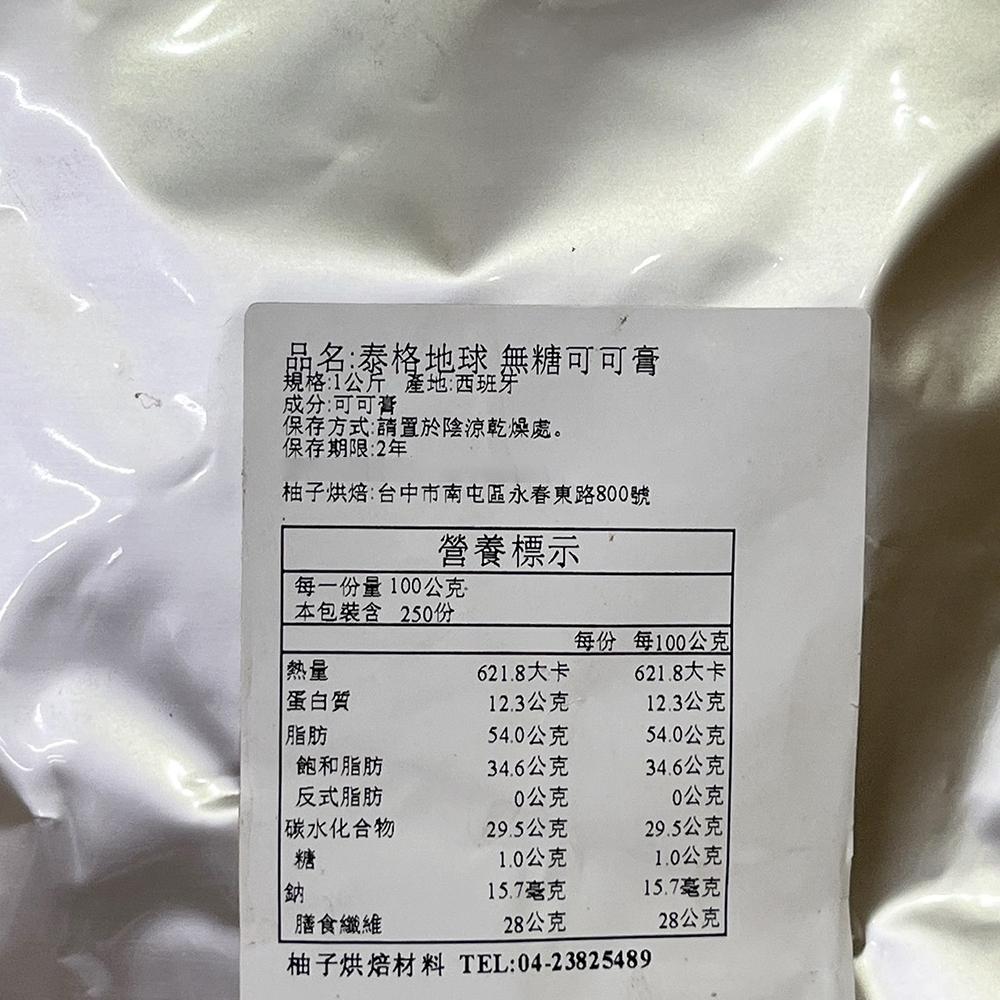 品名:泰格地球 無糖可可膏
規格:1公斤 產地:西班牙
成分:可可膏
保存方式:請置於陰涼乾燥處。
保存期限:2年
柚子烘焙:台中市南屯區永春東路800號
營養標示
每一份量 100公克
本包裝含 250份
每份 每100公克
熱量 621.8大卡 621.8大卡
蛋白質 12.3公克 12.3公克
脂肪 54.0公克 54.0公克
飽和脂肪 34.6公克 34.6公克
反式脂肪 0公克 0公克
碳水化合物 29.5公克 29.5公克
糖 1.0公克 1.0公克
鈉 15.7毫克 15.7毫克
膳食纖維 28公克 28公克
柚子烘焙材料 TEL:04-23825489